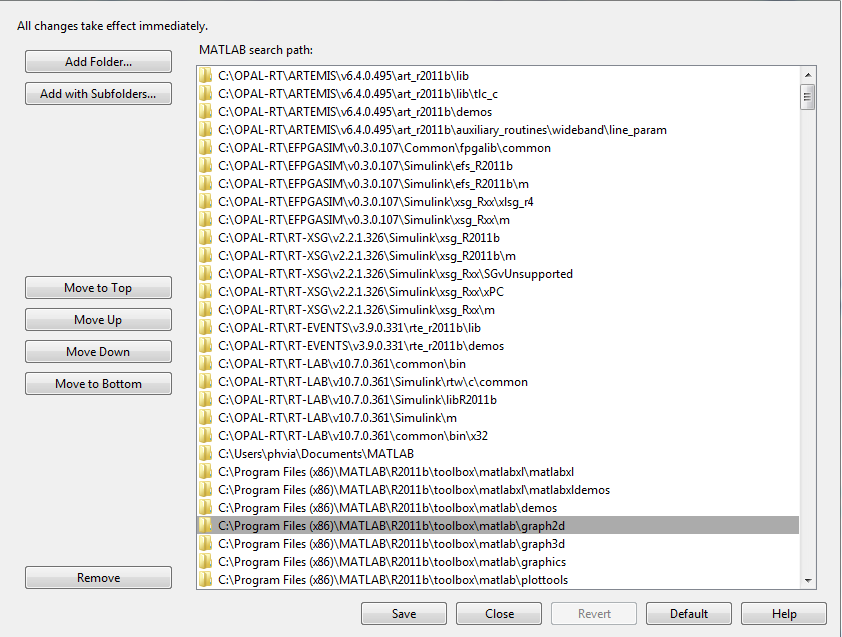 All changes take effect immediately.
Add Folder...
Add with Subfolders...
Move to Top
Move Up
Move Down
Move to Bottom
Remove
MATLAB search path:
C:\OPAL-RT\ARTEMIS\v6.4.0.495\art_r2011b\lib
C:\OPAL-RT\ARTEMIS\v6.4.0.495\art_r2011b\lib\tlc_c
C:\OPAL-RT\ARTEMIS\v6.4.0.495\art_r2011b\demos
C:\OPAL-RT\ARTEMIS\v6.4.0.495\art_r2011b\auxiliary_routines\wideband\line_param
C:\OPAL-RT\EFPGASIM\v0.3.0.107\Common\fpgalib\common
C:\OPAL-RT\EFPGASIM\v0.3.0.107\Simulink\efs_R2011b
C:\OPAL-RT\EFPGASIM\v0.3.0.107\Simulink\efs_R2011b\m
C:\OPAL-RT\EFPGASIM\v0.3.0.107\Simulink\xsg_Rxx\xlsg_r4
C:\OPAL-RT\EFPGASIM\v0.3.0.107\Simulink\xsg_Rxx\m
C:\OPAL-RT\RT-XSG\v2.2.1.326\Simulink\xsg_R2011b
C:\OPAL-RT\RT-XSG\v2.2.1.326\Simulink\xsg_R2011b\m
C:\OPAL-RT\RT-XSG\v2.2.1.326\Simulink\xsg_Rxx\SGvUnsupported
C:\OPAL-RT\RT-XSG\v2.2.1.326\Simulink\xsg_Rxx\xPC
C:\OPAL-RT\RT-XSG\v2.2.1.326\Simulink\xsg_Rxx\m
C:\OPAL-RT\RT-EVENTS\v3.9.0.331\rte_r2011b\lib
C:\OPAL-RT\RT-EVENTS\v3.9.0.331\rte_r2011b\demos
C:\OPAL-RT\RT-LAB\v10.7.0.361\common\bin
C:\OPAL-RT\RT-LAB\v10.7.0.361\Simulink\rtw\c\common
C:\OPAL-RT\RT-LAB\v10.7.0.361\Simulink\libR2011b
C:\OPAL-RT\RT-LAB\v10.7.0.361\Simulink\m
C:\OPAL-RT\RT-LAB\v10.7.0.361\common\bin\x32
C:\Users\phvia\Documents\MATLAB
C:\Program Files (x86)\MATLAB\R2011b\toolbox\matlabxl\matlabxl
C:\Program Files (x86)\MATLAB\R2011b\toolbox\matlabxl\matlabxldemos
C:\Program Files (x86)\MATLAB\R2011b\toolbox\matlab\demos
C:\Program Files (x86)\MATLAB\R2011b\toolbox\matlab\graph2d
C:\Program Files (x86)\MATLAB\R2011b\toolbox\matlab\graph3d
C:\Program Files (x86)\MATLAB\R2011b\toolbox\matlab\graphics
C:\Program Files (x86)\MATLAB\R2011b\toolbox\matlab\plottools
Save
Close
Revert
Default
Help